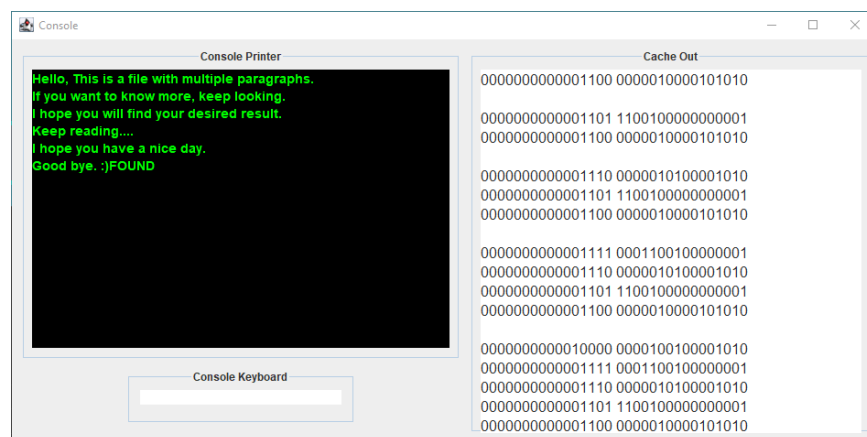 Console
Console Printer
Hello, This is a file with multiple paragraphs.
If you want to know more, keep looking.
I hope you will find your desired result.
Keep reading....
I hope you have a nice day.
Good bye. :)FOUND
Console Keyboard
Cache Out
0000000000001100 0000010000101010
0000000000001101 1100100000000001
0000000000001100 0000010000101010
0000000000001110 0000010100001010
0000000000001101 1100100000000001
0000000000001100 0000010000101010
0000000000001111 0001100100000001
0000000000001110 0000010100001010
0000000000001101 1100100000000001
0000000000001100 0000010000101010
0000000000010000 0000100100001010
0000000000001111 0001100100000001
0000000000001110 0000010100001010
0000000000001101 1100100000000001
0000000000001100 0000010000101010